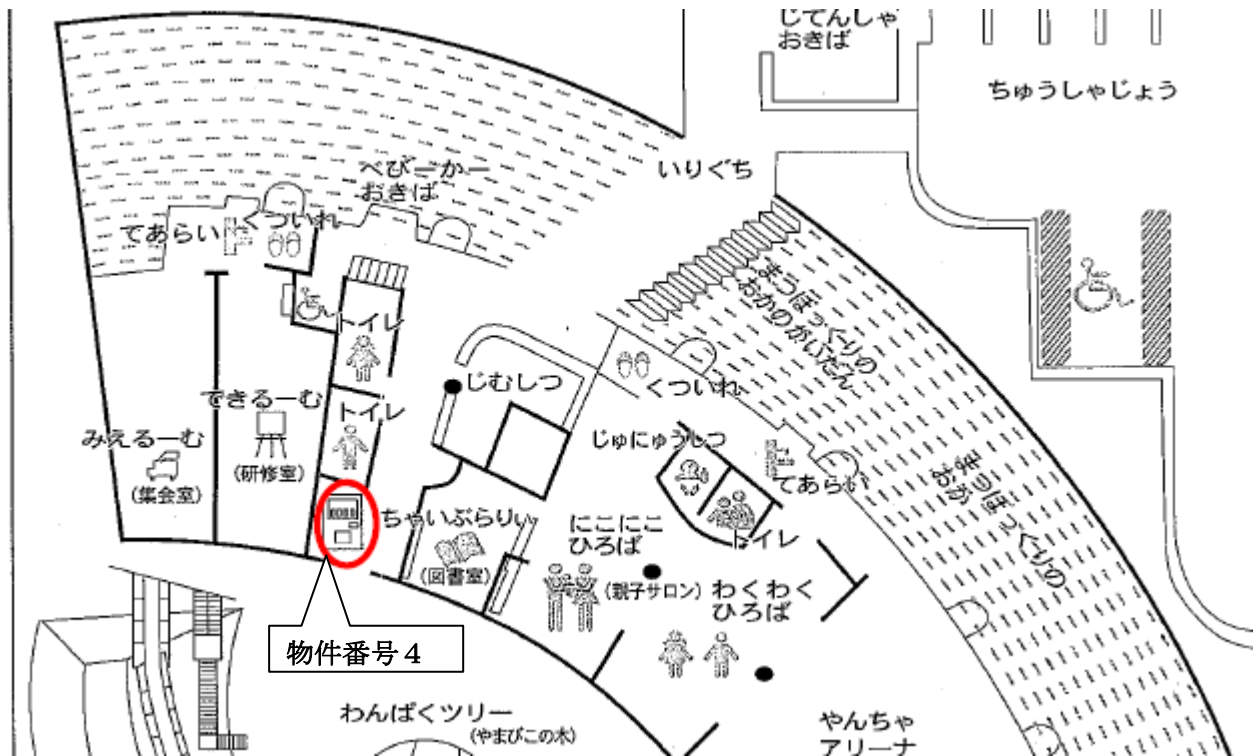 じてんしゃ
おきば
ちゅうしゃじょう
いりぐち
べびーかー
おきば
くついれ
てあらい
トイレ
まつぼっくりの
おかのかいだん
じむしつ
くついれ
できるーむ
(研修室)
トイレ
みえるーむ
(集会室)
じゅにゅうしつ
てあらい
トイレ
まつぼっくりの
おか
ちゃいぶらりぃ
(図書室)
にこにこ
ひろば
(親子サロン)
わくわく
ひろば
物件番号4
わんぱくツリー
(やまびこの木)
やんちゃ
アリーナ